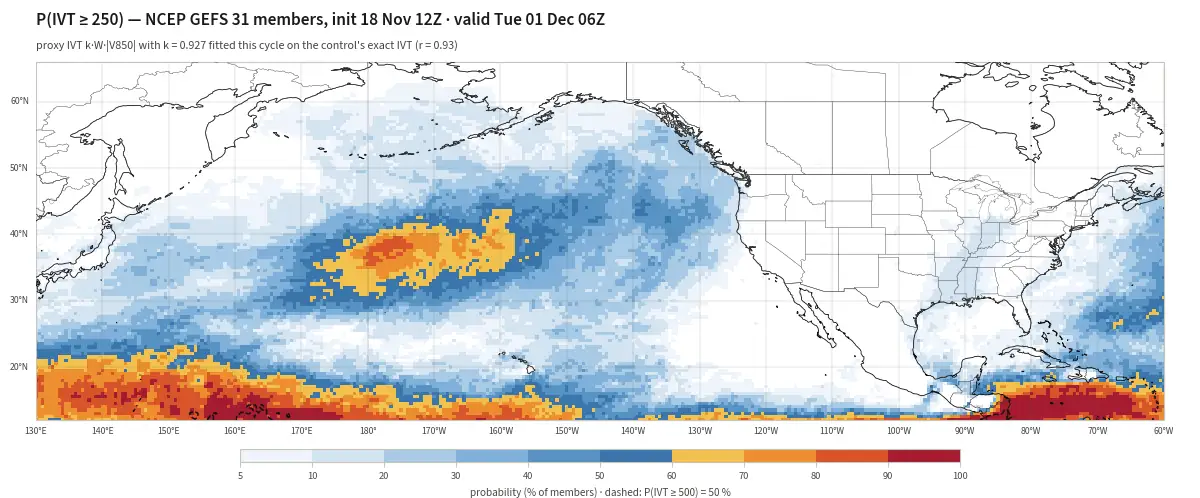 P(IVT ≥ 250) — NCEP GEFS 31 members, init 18 Nov 12Z · valid Tue 01 Dec 06Z
proxy IVT k·W·|V850| with k = 0.927 fitted this cycle on the control's exact IVT (r = 0.93)
60°N
50°N
40°N
30°N
20°N
130°E 140°E 150°E 160°E 170°E 180° 170°W 160°W 150°W 140°W 130°W 120°W 110°W 100°W 90°W 80°W 70°W 60°W
5 10 20 30 40 50 60 70 80 90 100
probability (% of members) · dashed: P(IVT ≥ 500) = 50 %